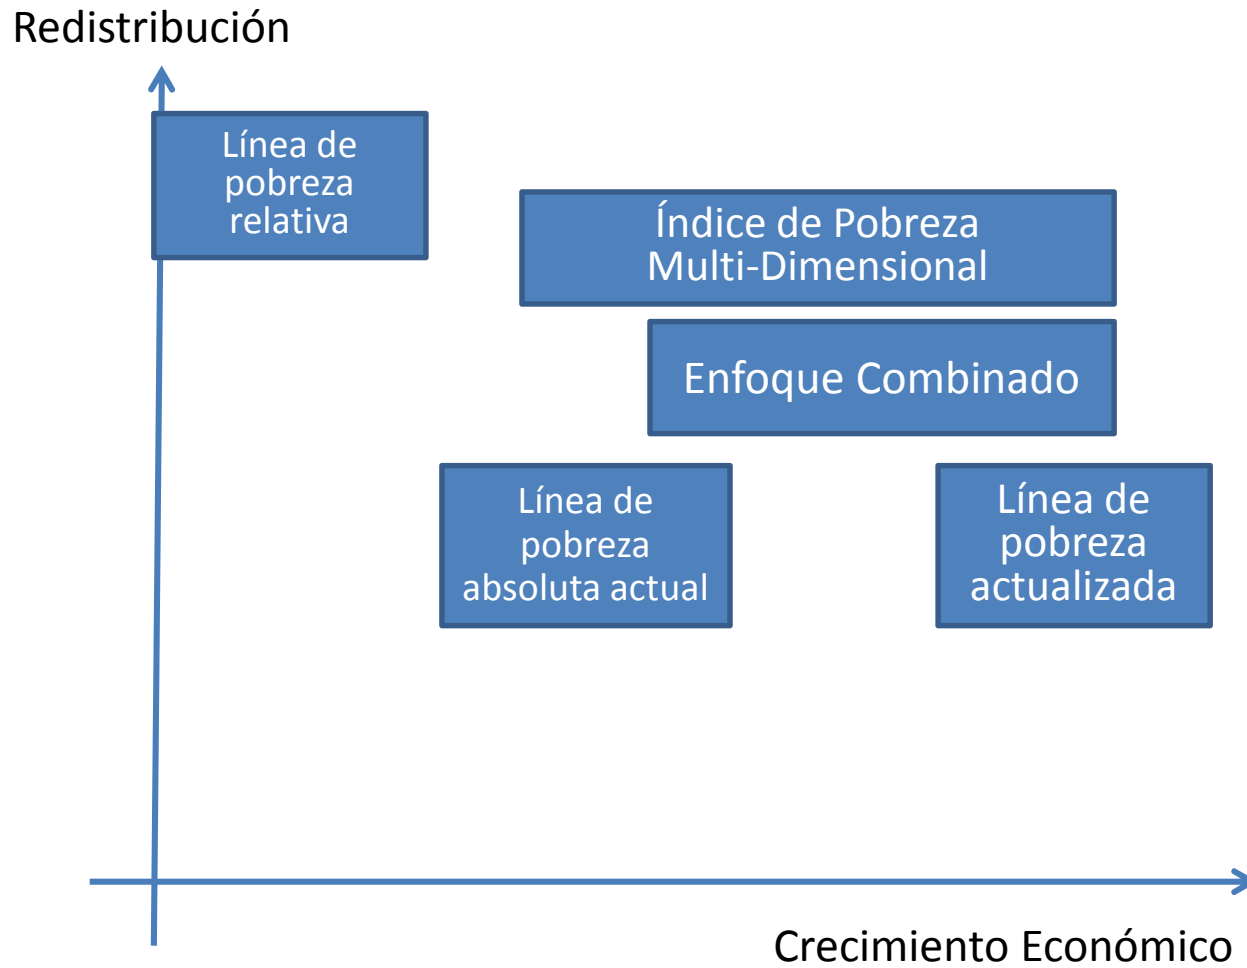 Redistribución
Línea de
pobreza
relativa
Índice de Pobreza
Multi-Dimensional
Enfoque Combinado
Línea de
pobreza
absoluta actual
Línea de
pobreza
actualizada
Crecimiento Económico